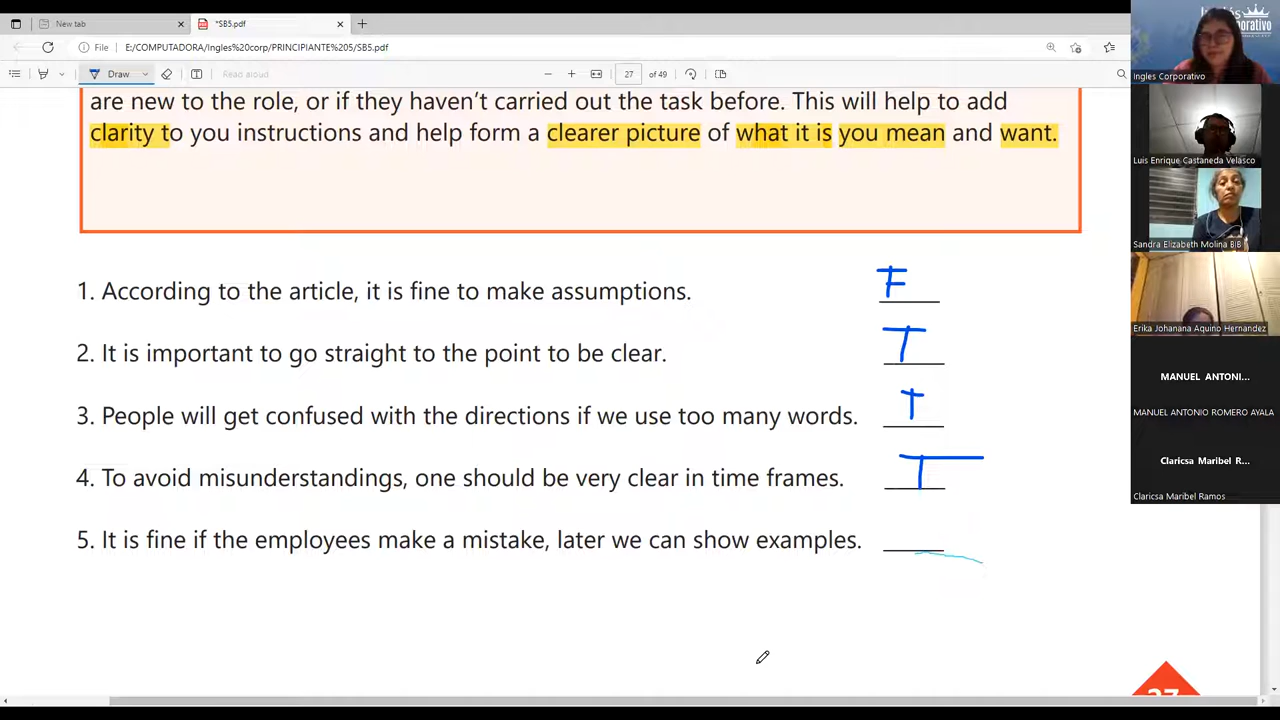 New tab
*SB5.pdf
File
E:/COMPUTADORA/Ingles%20corp/PRINCIPIANTE%205/SB5.pdf
Draw
Read aloud
27 of 49
are new to the role, or if they haven't carried out the task before. This will help to add
clarity to you instructions and help form a clearer picture of what it is you mean and want.
1. According to the article, it is fine to make assumptions. F
2. It is important to go straight to the point to be clear. T
3. People will get confused with the directions if we use too many words. T
4. To avoid misunderstandings, one should be very clear in time frames. T
5. It is fine if the employees make a mistake, later we can show examples.
27
Ingles Corporativo
Luis Enrique Castaneda Velasco
Sandra Elizabeth Molina BIB
Erika Johanana Aquino Hernandez
MANUEL ANTONI...
MANUEL ANTONIO ROMERO AYALA
Claricsa Maribel R...
Claricsa Maribel Ramos